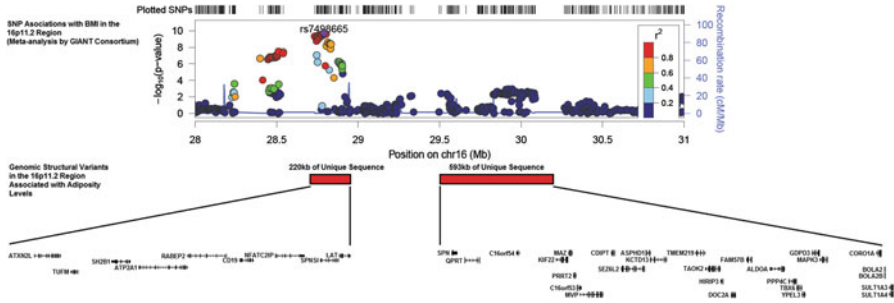 SNP Asociations with BMI in the
16p11.2 Region
(Meta-analysis by GIANT Consortium)
Plotted SNPs
rs7498665
10
8
6
4
2
0
−log10(p-value)
100
80
60
40
20
0
Recombination rate (cM/Mb)
r2
0.8
0.6
0.4
0.2
28
28.5
29
29.5
30
30.5
31
Position on chr16 (Mb)
Genomic Structural Variants
in the 16p11.2 Region
Associated with Adiposity
Levels
220kb of Unique Sequence
593kb of Unique Sequence
ATXN2L
TUFM
SH2B1
ATP2A1
RABEP2
CD19
NFATC2IP
SPNS1
LAT
SPN
QPRT
C16orf54
MAZ
KIF22
PRRT2
C16orf53
MVP
CDIPT
SEZ6L2
ASPHD1
KCTD13
TMEM219
TAOK2
HIRIP3
DOC2A
FAM57B
ALDOA
PPP4C
TBX6
YPEL3
GDPD3
MAPK3
CORO1A
BOLA2
BOLA2B
SULT1A3
SULT1A4